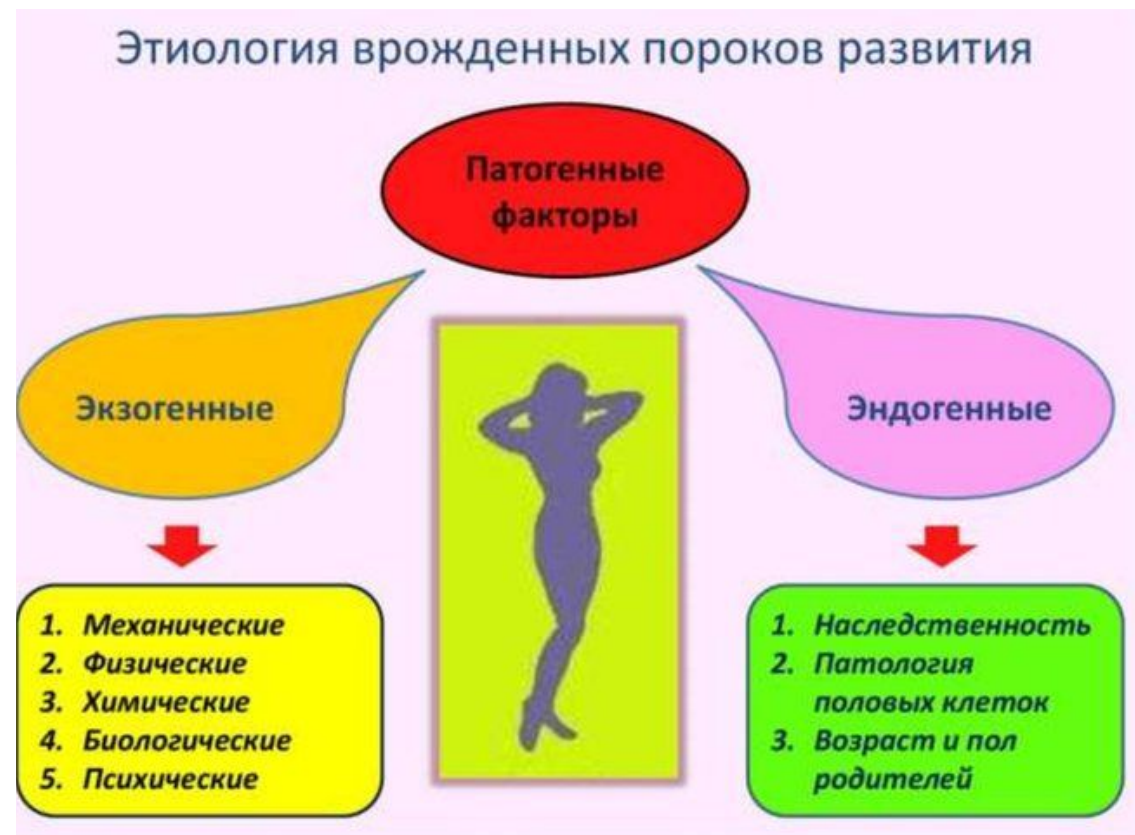 Этиология врожденных пороков развития
Патогенные
факторы
Экзогенные
Эндогенные
1. Механические
2. Физические
3. Химические
4. Биологические
5. Психические
1. Наследственность
2. Патология
половых клеток
3. Возраст и пол
родителей